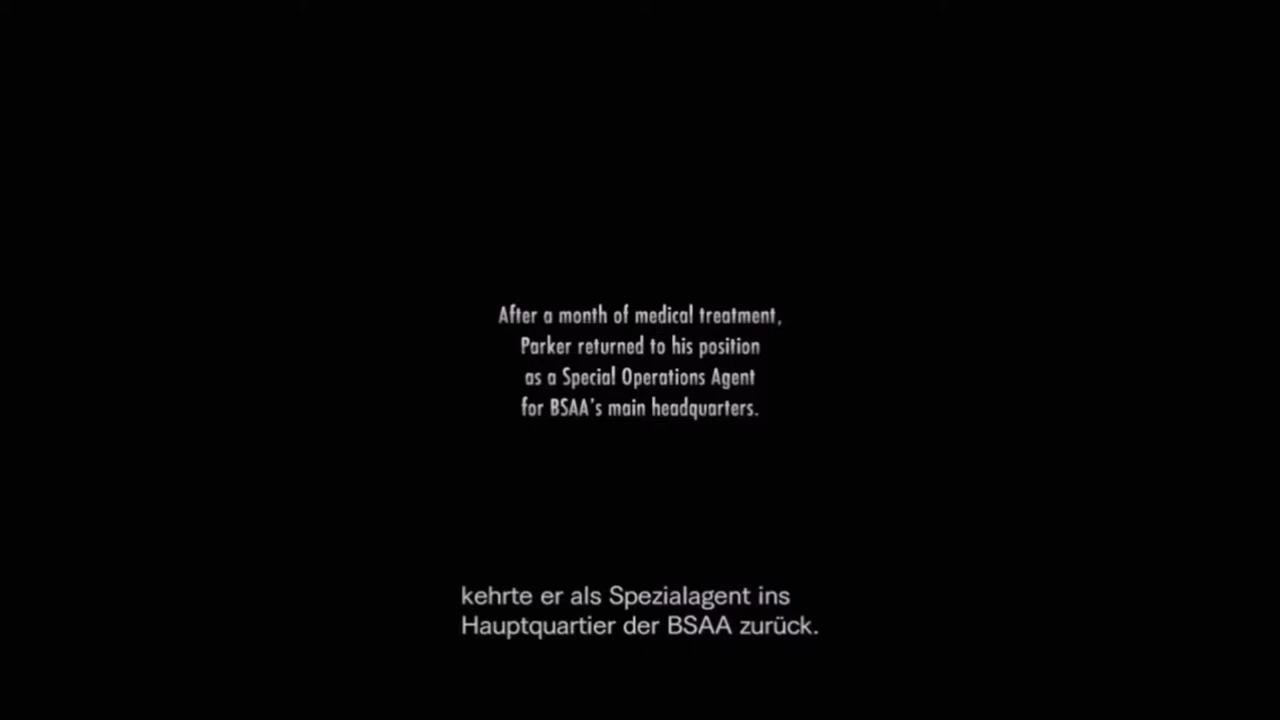 After a month of medical treatment,
Parker returned to his position
as a Special Operations Agent
for BSAA's main headquarters.
kehrte er als Spezialagent ins
Hauptquartier der BSAA zurück.